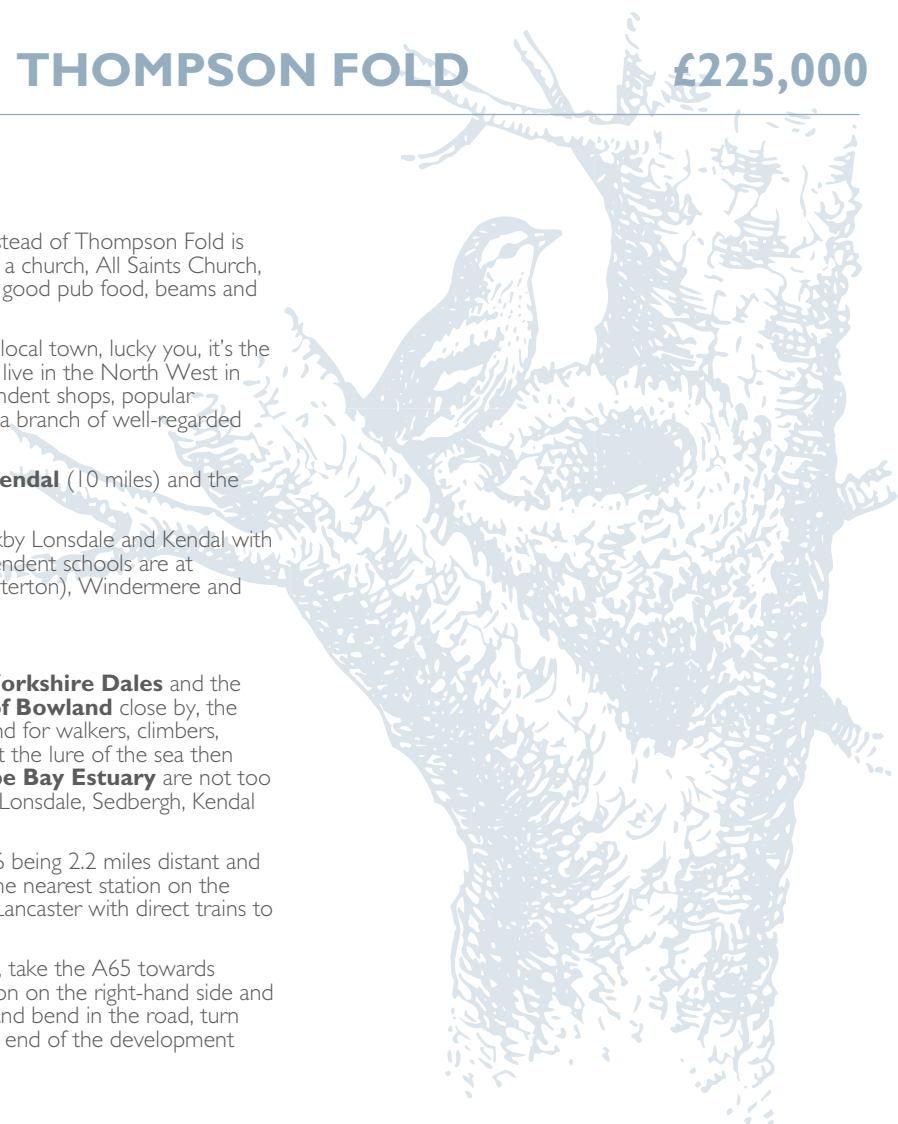 THOMPSON FOLD £225,000
stead of Thompson Fold is
a church, All Saints Church,
good pub food, beams and
local town, lucky you, it's the
live in the North West in
ndent shops, popular
a branch of well-regarded
endal (10 miles) and the
kby Lonsdale and Kendal with
endent schools are at
terton), Windermere and
orkshire Dales and the
of Bowland close by, the
nd for walkers, climbers,
t the lure of the sea then
be Bay Estuary are not too
Lonsdale, Sedbergh, Kendal
6 being 2.2 miles distant and
he nearest station on the
Lancaster with direct trains to
, take the A65 towards
on on the right-hand side and
and bend in the road, turn
end of the development